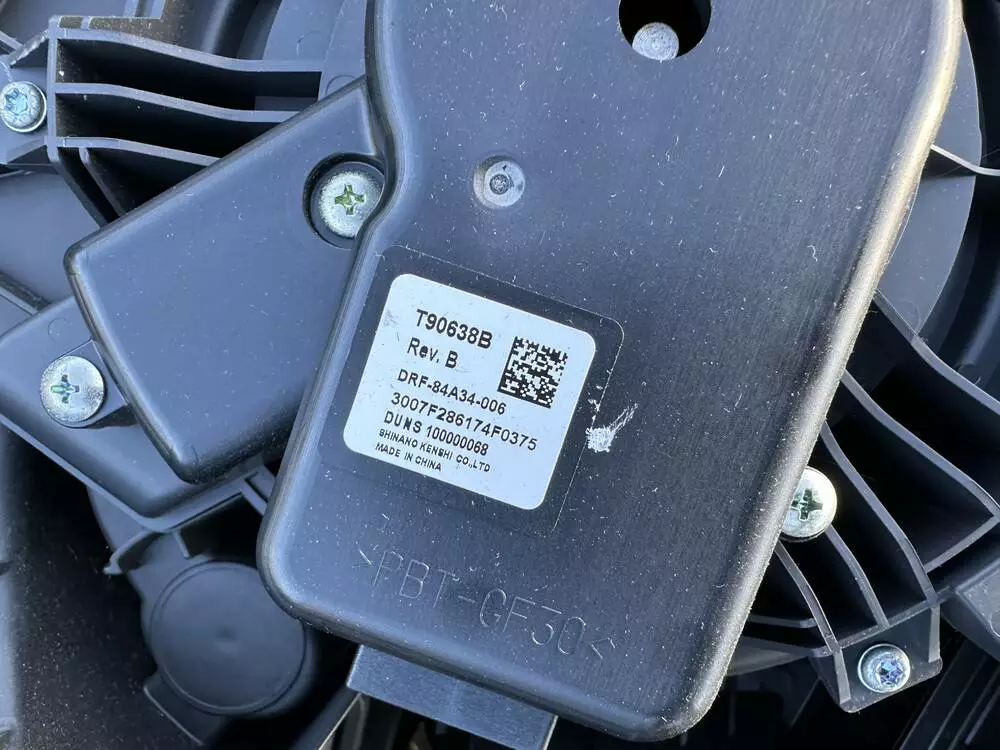 T90638B
Rev. B
DRF-84A34-006
3007F286174F0375
DUNS 100000068
SHINANO KENSHI CO.,LTD
MADE IN CHINA
>PBT-GF30<